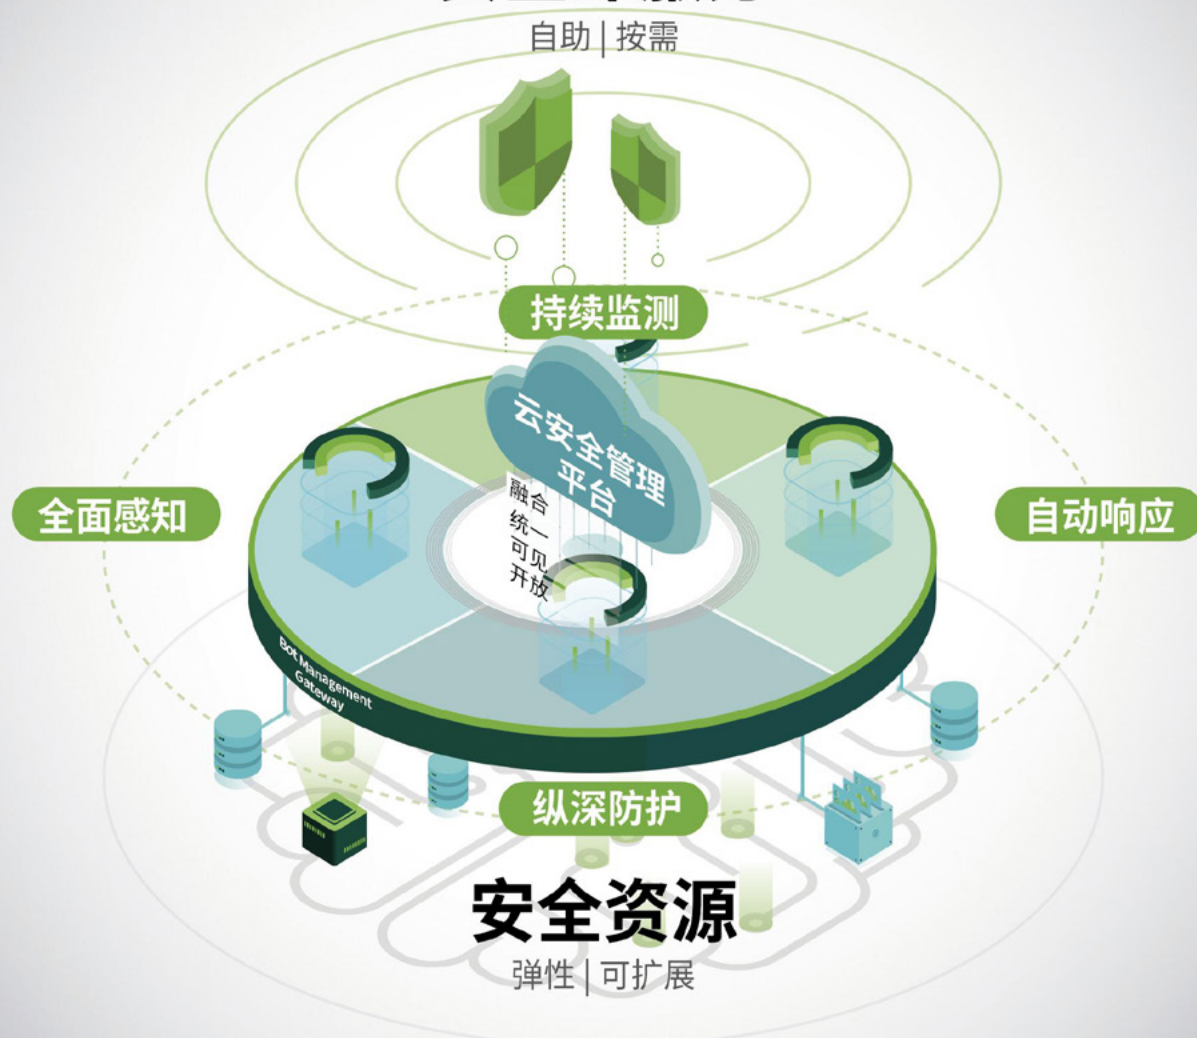 自助 | 按需
持续监测
云安全管理
平台
融合
统一
可见
开放
全面感知
自动响应
Bot Management
Gateway
纵深防护
安全资源
弹性 | 可扩展